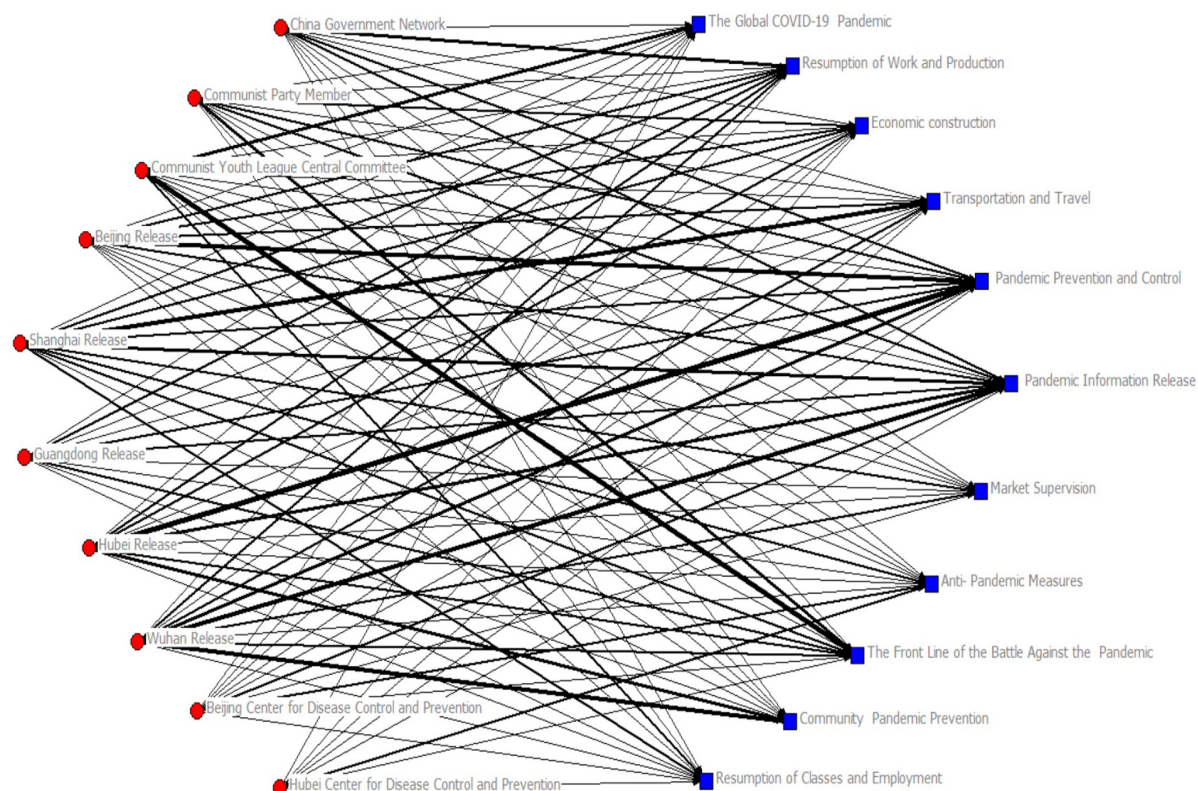 China Government Network
The Global COVID-19 Pandemic
Resumption of Work and Production
Communist Party Member
Economic construction
Communist Youth League Central Committee
Transportation and Travel
Beijing Release
Pandemic Prevention and Control
Shanghai Release
Pandemic Information Release
Guangdong Release
Market Supervision
Hubei Release
Anti- Pandemic Measures
Wuhan Release
The Front Line of the Battle Against the Pandemic
Beijing Center for Disease Control and Prevention
Community Pandemic Prevention
Resumption of Classes and Employment
Hubei Center for Disease Control and Prevention